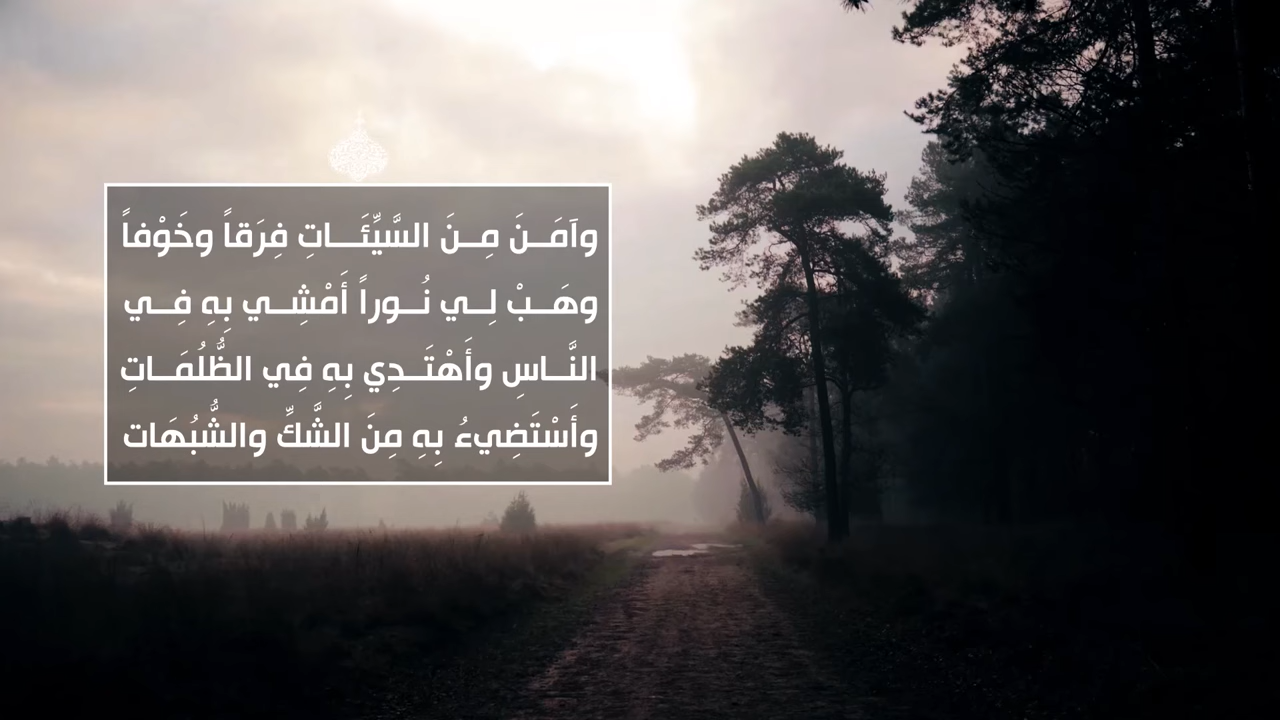 وآمَـنَ مِـنَ السَّيِّئَـاتِ فِرَقاً وخَوْفاً
وهَـبْ لِـي نُـوراً أَمْشِـي بِهِ فِـي
النَّـاسِ وأَهْتَـدِي بِهِ فِي الظُّلُمَـاتِ
وأَسْتَضِيءُ بِهِ مِنَ الشَّكِّ والشُّبُهَات